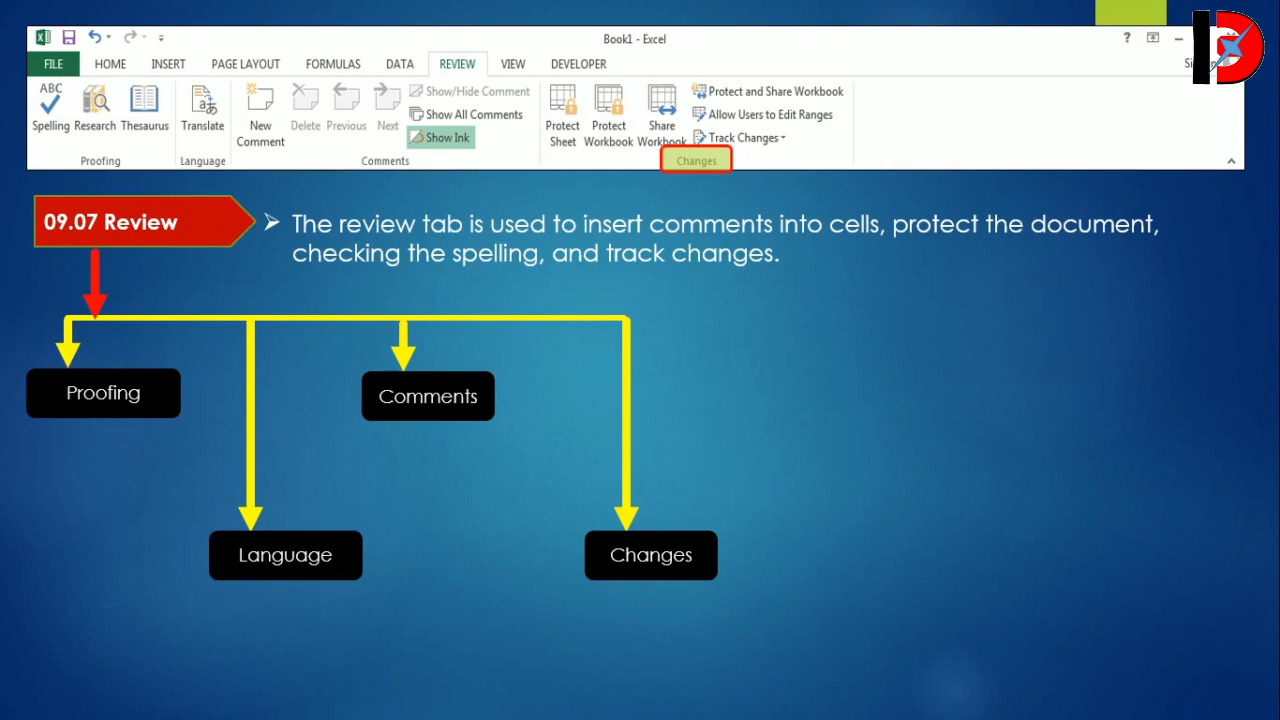 Book1 - Excel
?
FILE HOME INSERT PAGE LAYOUT FORMULAS DATA REVIEW VIEW DEVELOPER
ABC
Spelling Research Thesaurus Translate New Comment Delete Previous Next
Show/Hide Comment
Show All Comments
Show Ink
Protect Sheet Protect Workbook Share Workbook
Protect and Share Workbook
Allow Users to Edit Ranges
Track Changes
Proofing Language Comments Changes
09.07 Review
The review tab is used to insert comments into cells, protect the document,
checking the spelling, and track changes.
Proofing
Comments
Language
Changes